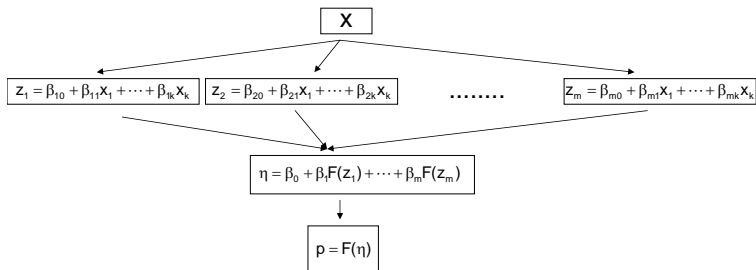 X
z₁ = β₁₀ + β₁₁x₁ + ⋯ + β₁ₖxₖ
z₂ = β₂₀ + β₂₁x₁ + ⋯ + β₂ₖxₖ
........
zₘ = βₘ₀ + βₘ₁x₁ + ⋯ + βₘₖxₖ
η = β₀ + β₁F(z₁) + ⋯ + βₘF(zₘ)
p = F(η)